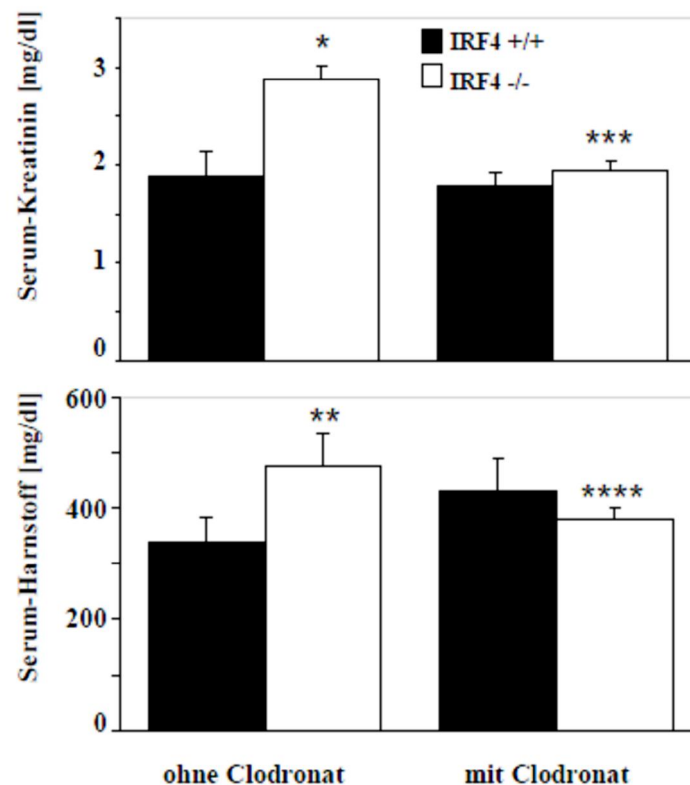 Serum-Kreatinin [mg/dl]
3
2
1
0
*
***
IRF4 +/+
IRF4 -/-
Serum-Harnstoff [mg/dl]
600
400
200
0
**
****
ohne Clodronat
mit Clodronat